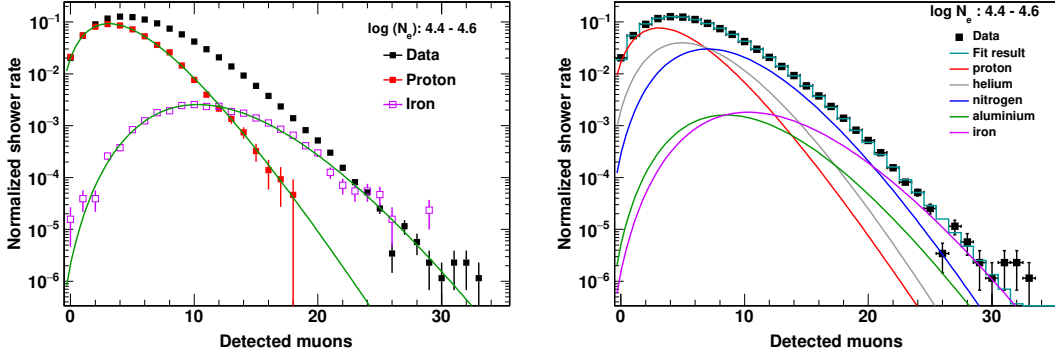 log (Nₑ): 4.4 - 4.6
Data
Proton
Iron
Normalized shower rate
10⁻¹
10⁻²
10⁻³
10⁻⁴
10⁻⁵
10⁻⁶
0 10 20 30
Detected muons
log Nₑ : 4.4 - 4.6
Data
Fit result
proton
helium
nitrogen
aluminium
iron
Normalized shower rate
10⁻¹
10⁻²
10⁻³
10⁻⁴
10⁻⁵
10⁻⁶
0 10 20 30
Detected muons